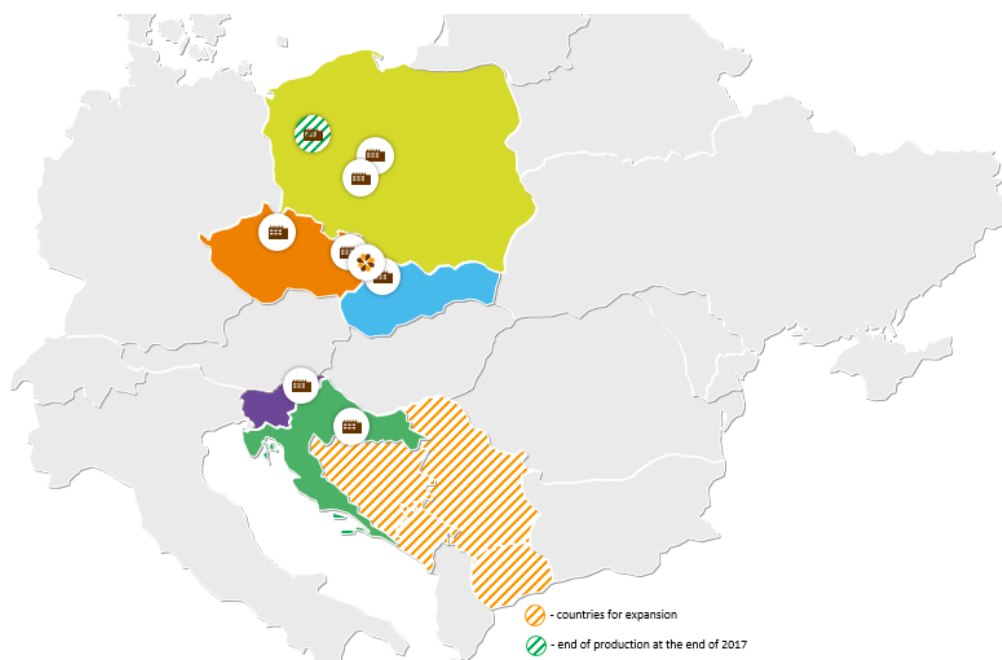 - countries for expansion
- end of production at the end of 2017